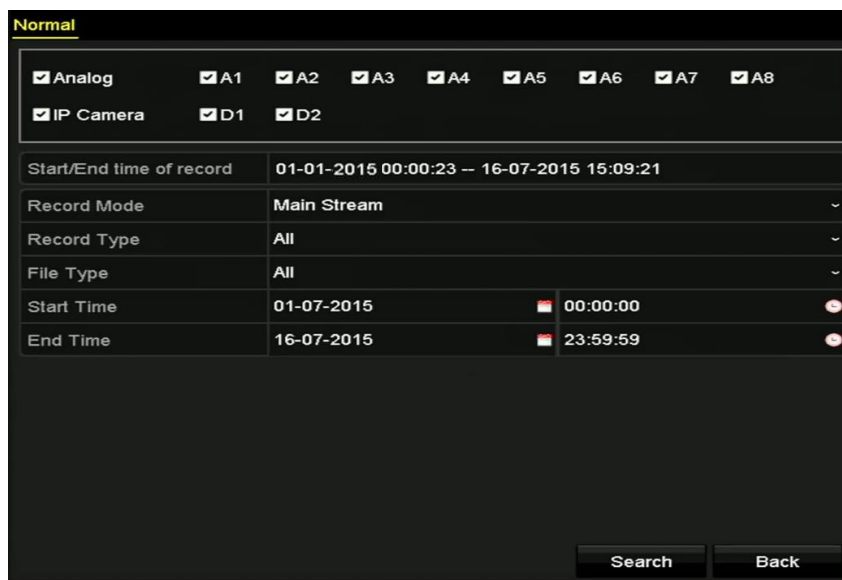 Normal
Analog A1 A2 A3 A4 A5 A6 A7 A8
IP Camera D1 D2
Start/End time of record 01-01-2015 00:00:23 -- 16-07-2015 15:09:21
Record Mode Main Stream
Record Type All
File Type All
Start Time 01-07-2015 00:00:00
End Time 16-07-2015 23:59:59
Search Back